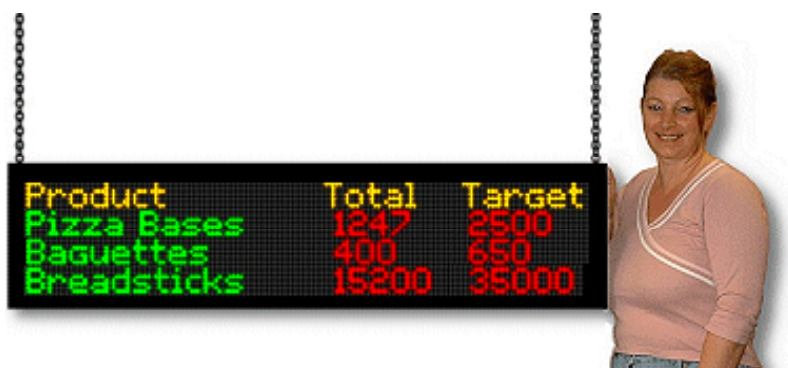 Product Total Target
Pizza Bases 1247 2500
Baguettes 400 650
Breadsticks 15200 35000